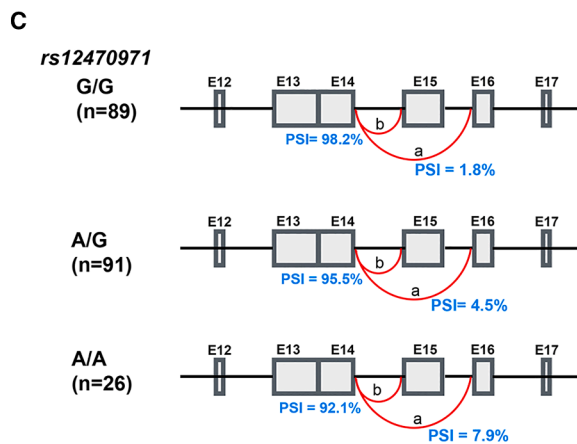 C
rs12470971
G/G
(n=89)
E12 E13 E14 E15 E16 E17
b
PSI= 98.2%
a
PSI = 1.8%
A/G
(n=91)
E12 E13 E14 E15 E16 E17
b
PSI = 95.5%
a
PSI= 4.5%
A/A
(n=26)
E12 E13 E14 E15 E16 E17
b
PSI = 92.1%
a
PSI = 7.9%